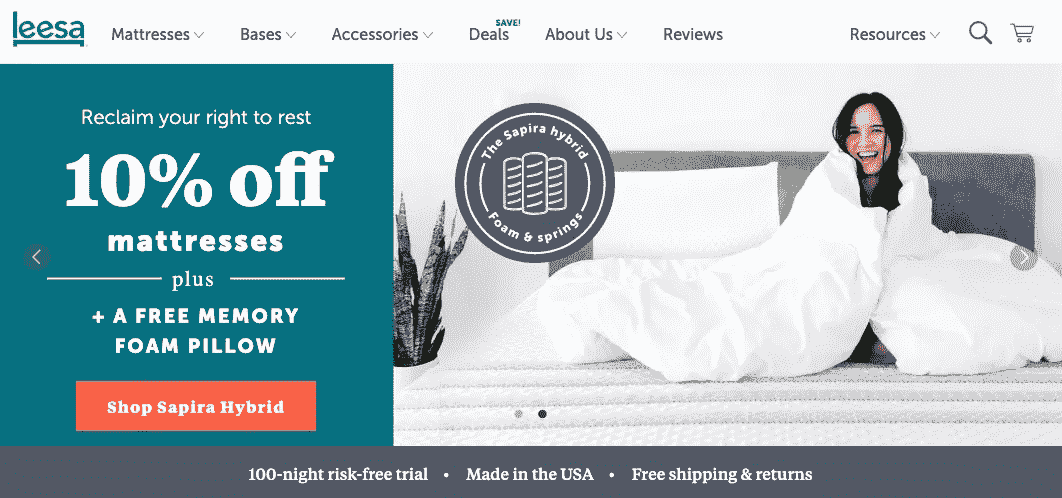 leesa
Mattresses
Bases
Accessories
SAVE!
Deals
About Us
Reviews
Resources
Reclaim your right to rest
10% off
mattresses
plus
+ A FREE MEMORY
FOAM PILLOW
Shop Sapira Hybrid
The Sapira hybrid
Foam & springs
100-night risk-free trial • Made in the USA • Free shipping & returns